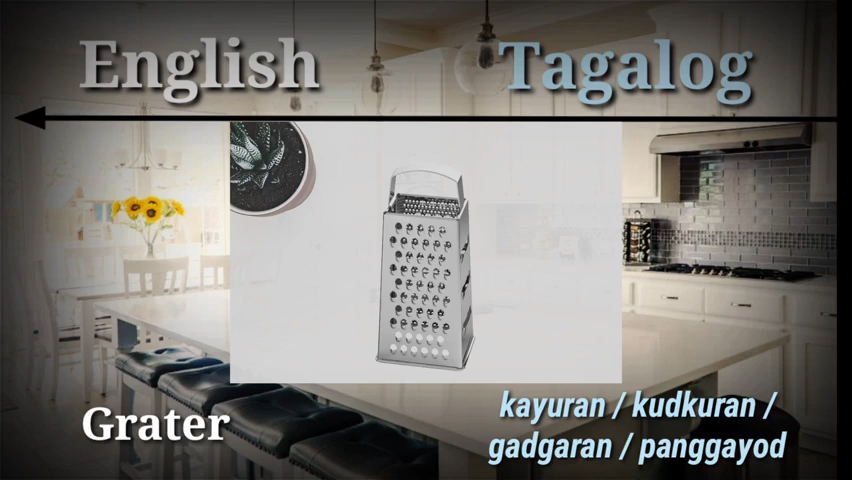 English
Tagalog
Grater
kayuran / kudkuran /
gadgaran / panggayod